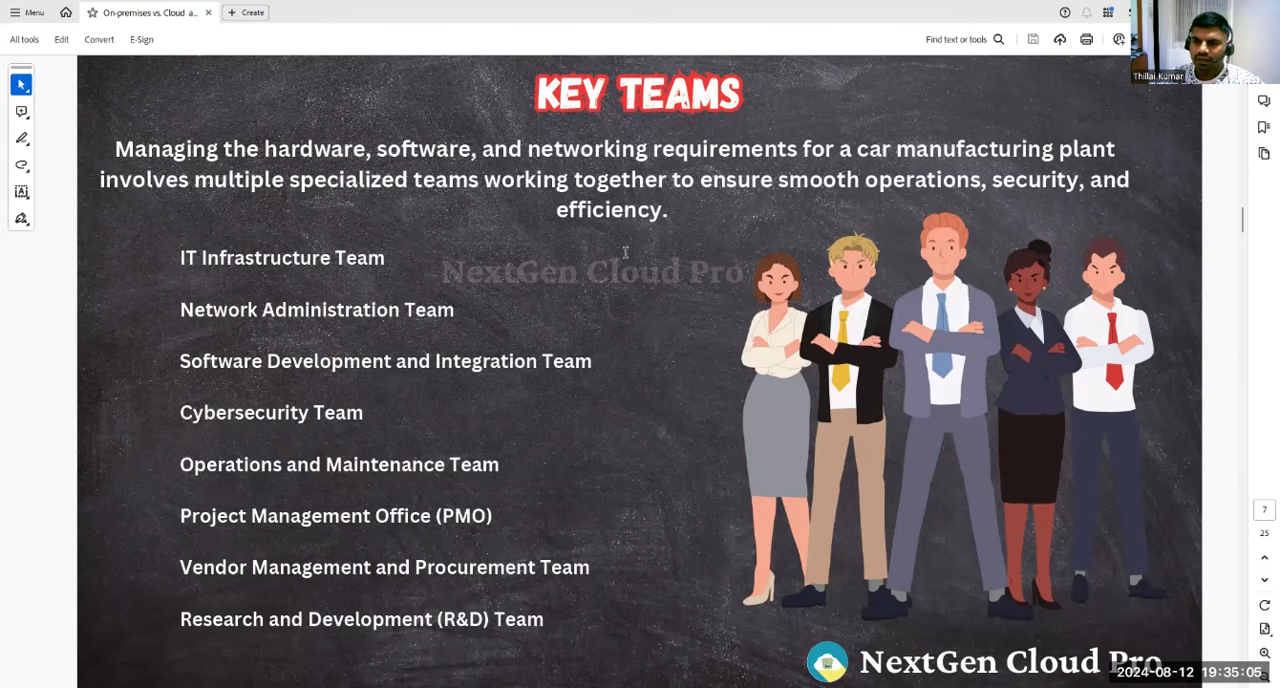 Menu
On-premises vs. Cloud a...
Create
All tools
Edit
Convert
E-Sign
Find text or tools
Thillai Kumar
KEY TEAMS
Managing the hardware, software, and networking requirements for a car manufacturing plant
involves multiple specialized teams working together to ensure smooth operations, security, and
efficiency.
IT Infrastructure Team
NextGen Cloud Pro
Network Administration Team
Software Development and Integration Team
Cybersecurity Team
Operations and Maintenance Team
Project Management Office (PMO)
7
25
Vendor Management and Procurement Team
Research and Development (R&D) Team
NextGen Cloud Pro
2024-08-12 19:35:05